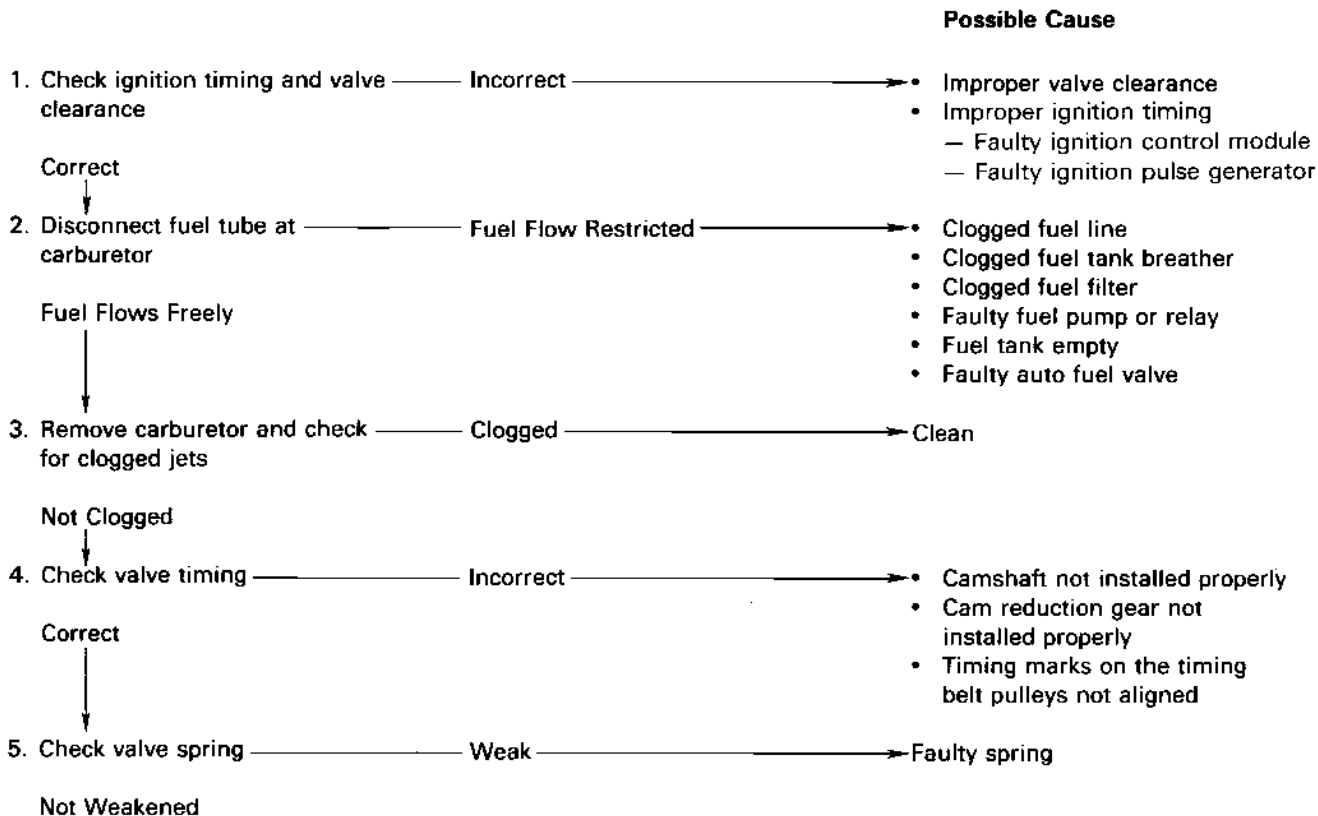 Possible Cause
1. Check ignition timing and valve clearance — Incorrect • Improper valve clearance
clearance • Improper ignition timing
— Faulty ignition control module
Correct — Faulty ignition pulse generator
2. Disconnect fuel tube at Fuel Flow Restricted • Clogged fuel line
carburetor • Clogged fuel tank breather
• Clogged fuel filter
Fuel Flows Freely • Faulty fuel pump or relay
• Fuel tank empty
• Faulty auto fuel valve
3. Remove carburetor and check Clogged Clean
for clogged jets
Not Clogged
4. Check valve timing Incorrect • Camshaft not installed properly
• Cam reduction gear not
Correct installed properly
• Timing marks on the timing
belt pulleys not aligned
5. Check valve spring Weak Faulty spring
Not Weakened